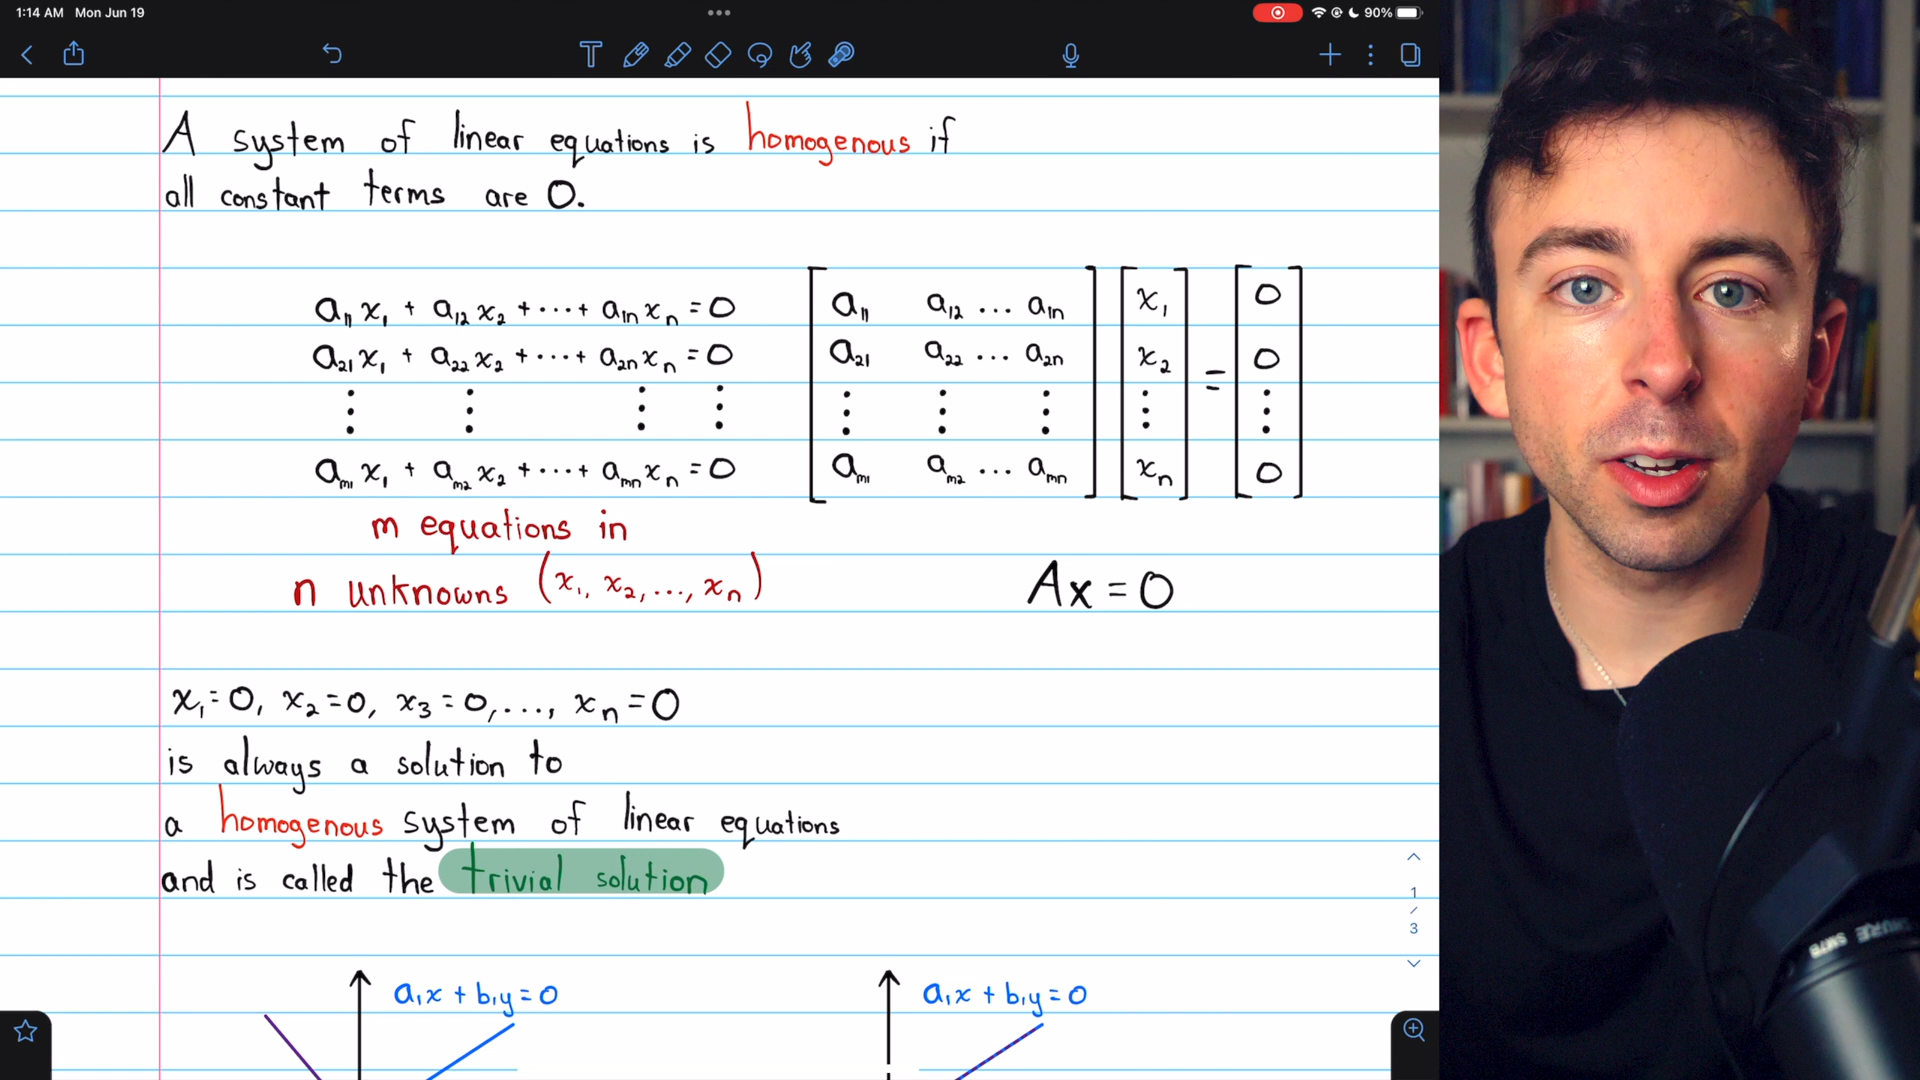 1:14 AM Mon Jun 19
90%
A system of linear equations is homogenous if
all constant terms are 0.
a₁₁x₁ + a₁₂x₂ + ··· + a₁ₙxₙ = 0
a₂₁x₁ + a₂₂x₂ + ··· + a₂ₙxₙ = 0
⋮ ⋮ ⋮ ⋮
aₘ₁x₁ + aₘ₂x₂ + ··· + aₘₙxₙ = 0
a₁₁ a₁₂ ... a₁ₙ x₁ 0
a₂₁ a₂₂ ... a₂ₙ x₂ = 0
⋮ ⋮ ⋮ ⋮ ⋮
aₘ₁ aₘ₂ ... aₘₙ xₙ 0
m equations in
n unknowns (x₁, x₂, ..., xₙ)
Ax = 0
x₁=0, x₂=0, x₃=0, ..., xₙ=0
is always a solution to
a homogenous system of linear equations
and is called the trivial solution
1
/
3
a₁x + b₁y = 0
a₁x + b₁y = 0
SHURE SM7B